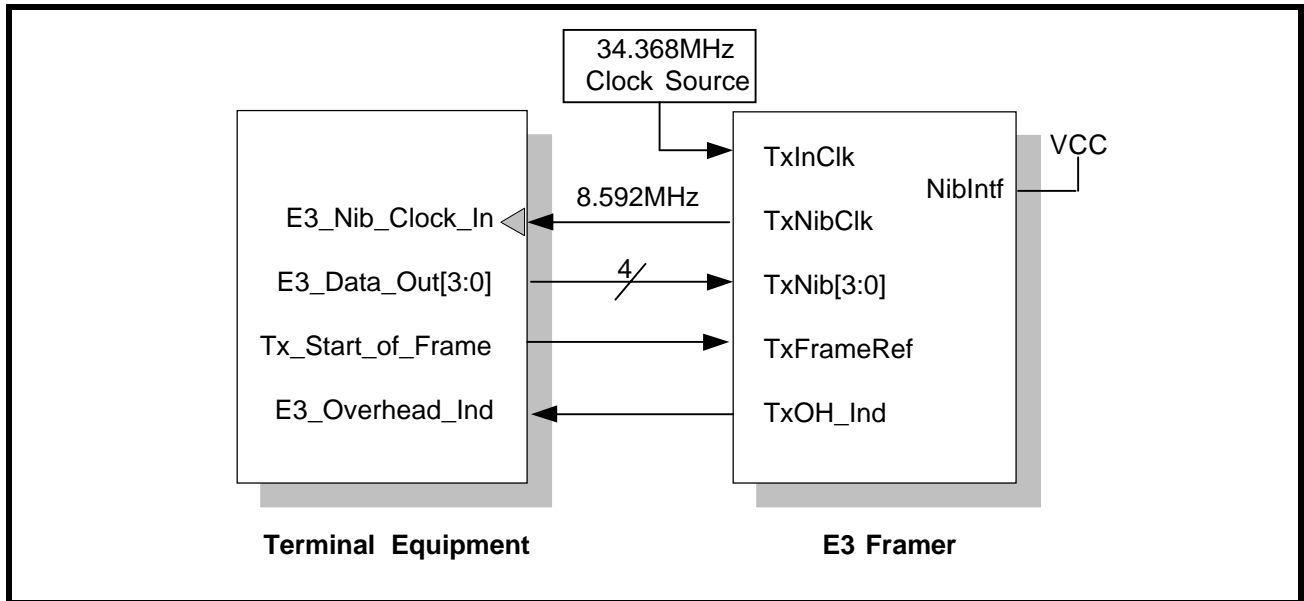 34.368MHz
Clock Source
TxInClk
VCC
NibIntf
8.592MHz
E3_Nib_Clock_In
TxNibClk
4
E3_Data_Out[3:0]
TxNib[3:0]
Tx_Start_of_Frame
TxFrameRef
E3_Overhead_Ind
TxOH_Ind
Terminal Equipment
E3 Framer